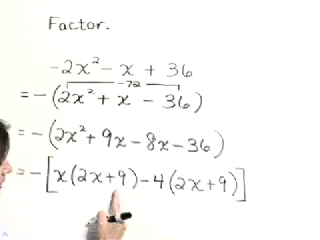 Factor.
-2x² - x + 36
-72
= -(2x² + x - 36)
= -(2x² + 9x - 8x - 36)
= -[x(2x+9) - 4(2x+9)]